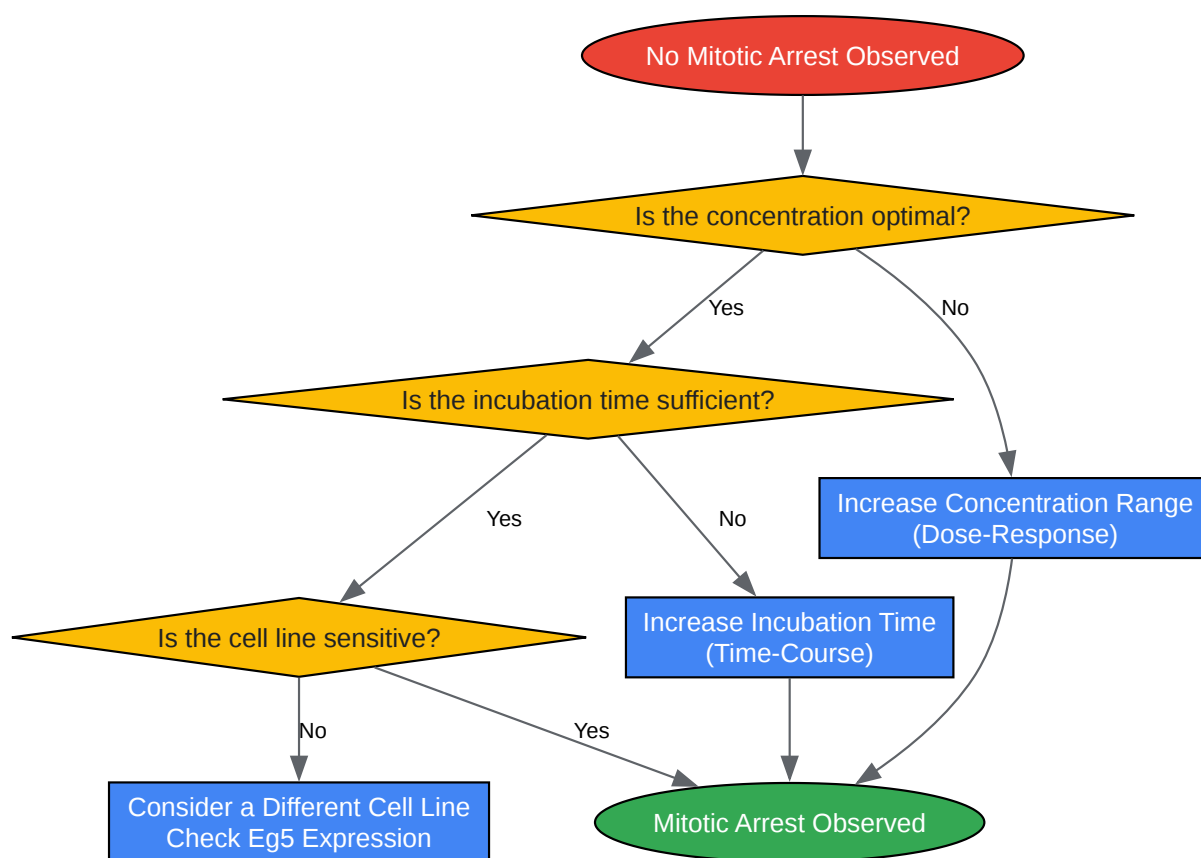 No Mitotic Arrest Observed
Is the concentration optimal?
Yes
No
Is the incubation time sufficient?
Yes
No
Increase Concentration Range
(Dose-Response)
Is the cell line sensitive?
Increase Incubation Time
(Time-Course)
No
Yes
Consider a Different Cell Line
Check Eg5 Expression
Mitotic Arrest Observed